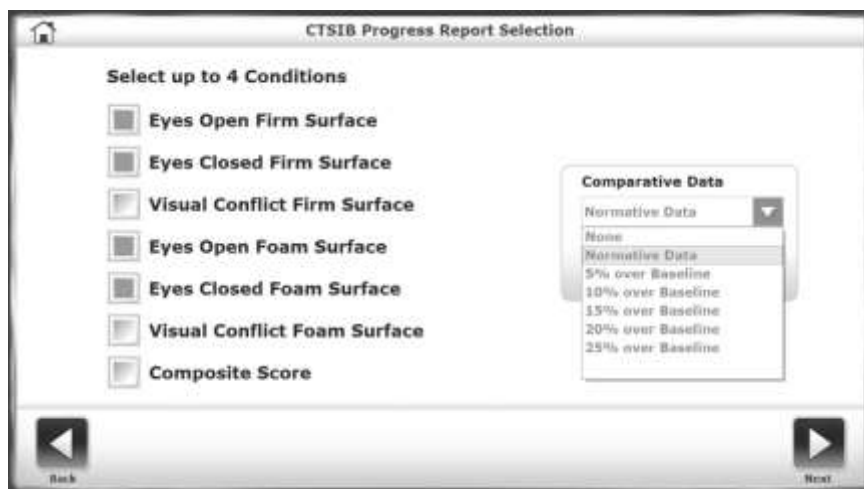 CTSIB Progress Report Selection
Select up to 4 Conditions
Eyes Open Firm Surface
Eyes Closed Firm Surface
Visual Conflict Firm Surface
Eyes Open Foam Surface
Eyes Closed Foam Surface
Visual Conflict Foam Surface
Composite Score
Comparative Data
Normative Data
None
Normative Data
5% over Baseline
10% over Baseline
15% over Baseline
20% over Baseline
25% over Baseline
Back
Next